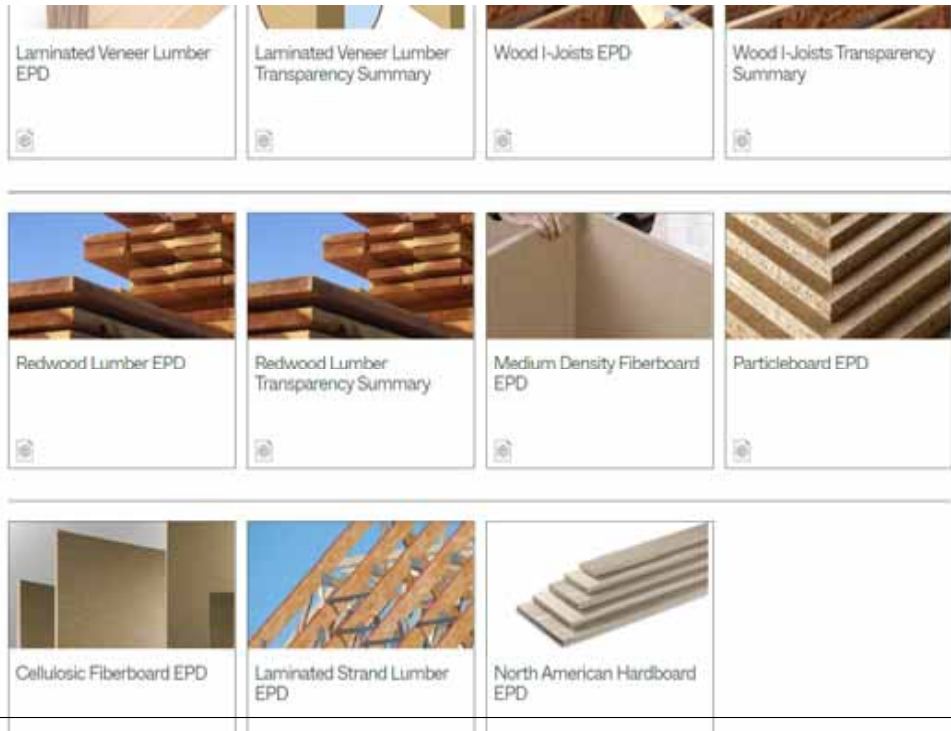 Laminated Veneer Lumber
EPD
Laminated Veneer Lumber
Transparency Summary
Wood I-Joists EPD
Wood I-Joists Transparency
Summary
Redwood Lumber EPD
Redwood Lumber
Transparency Summary
Medium Density Fiberboard
EPD
Particleboard EPD
Cellulosic Fiberboard EPD
Laminated Strand Lumber
EPD
North American Hardboard
EPD